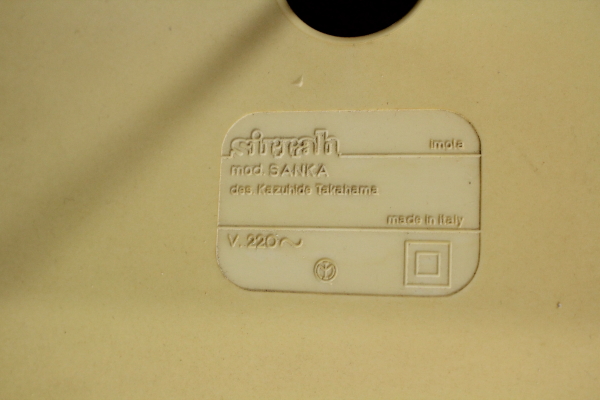 sirrah imola
mod. SANKA
des. Kazuhide Takahama
made in Italy
V. 220 ~